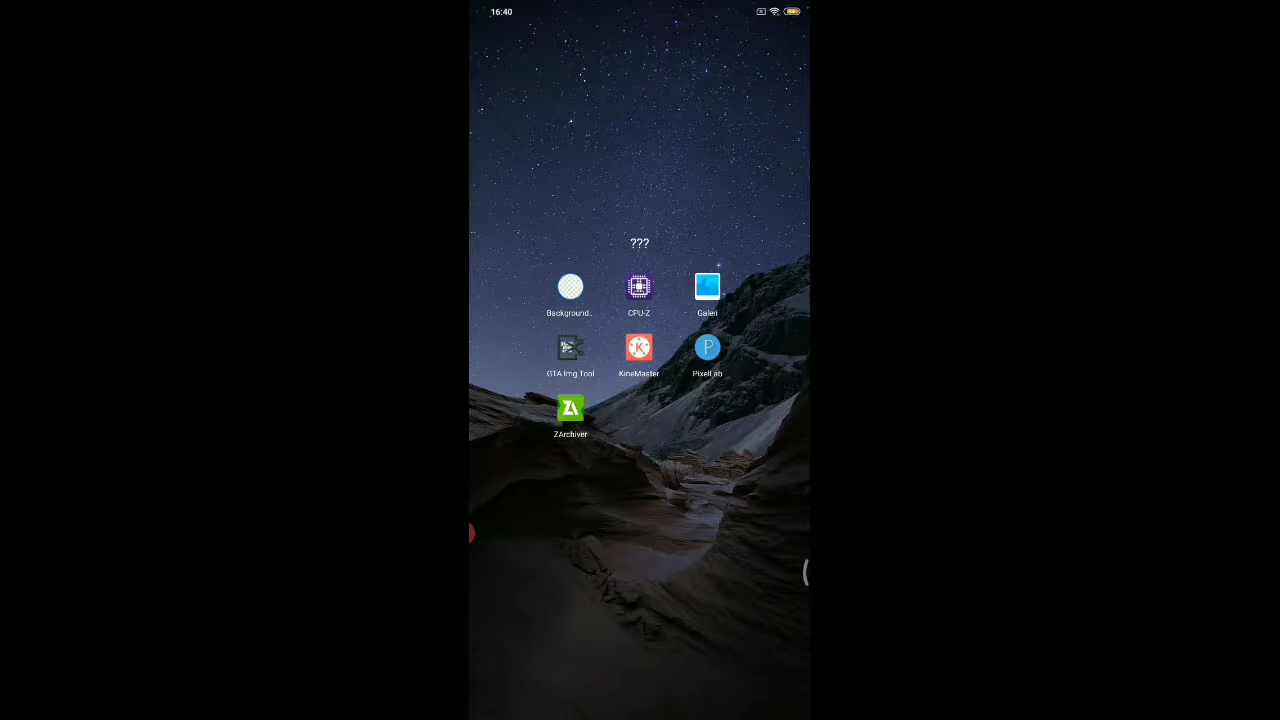 16:40
???
Background..
CPU-Z
Galeri
GTA Img Tool
KineMaster
PixelLab
ZArchiver